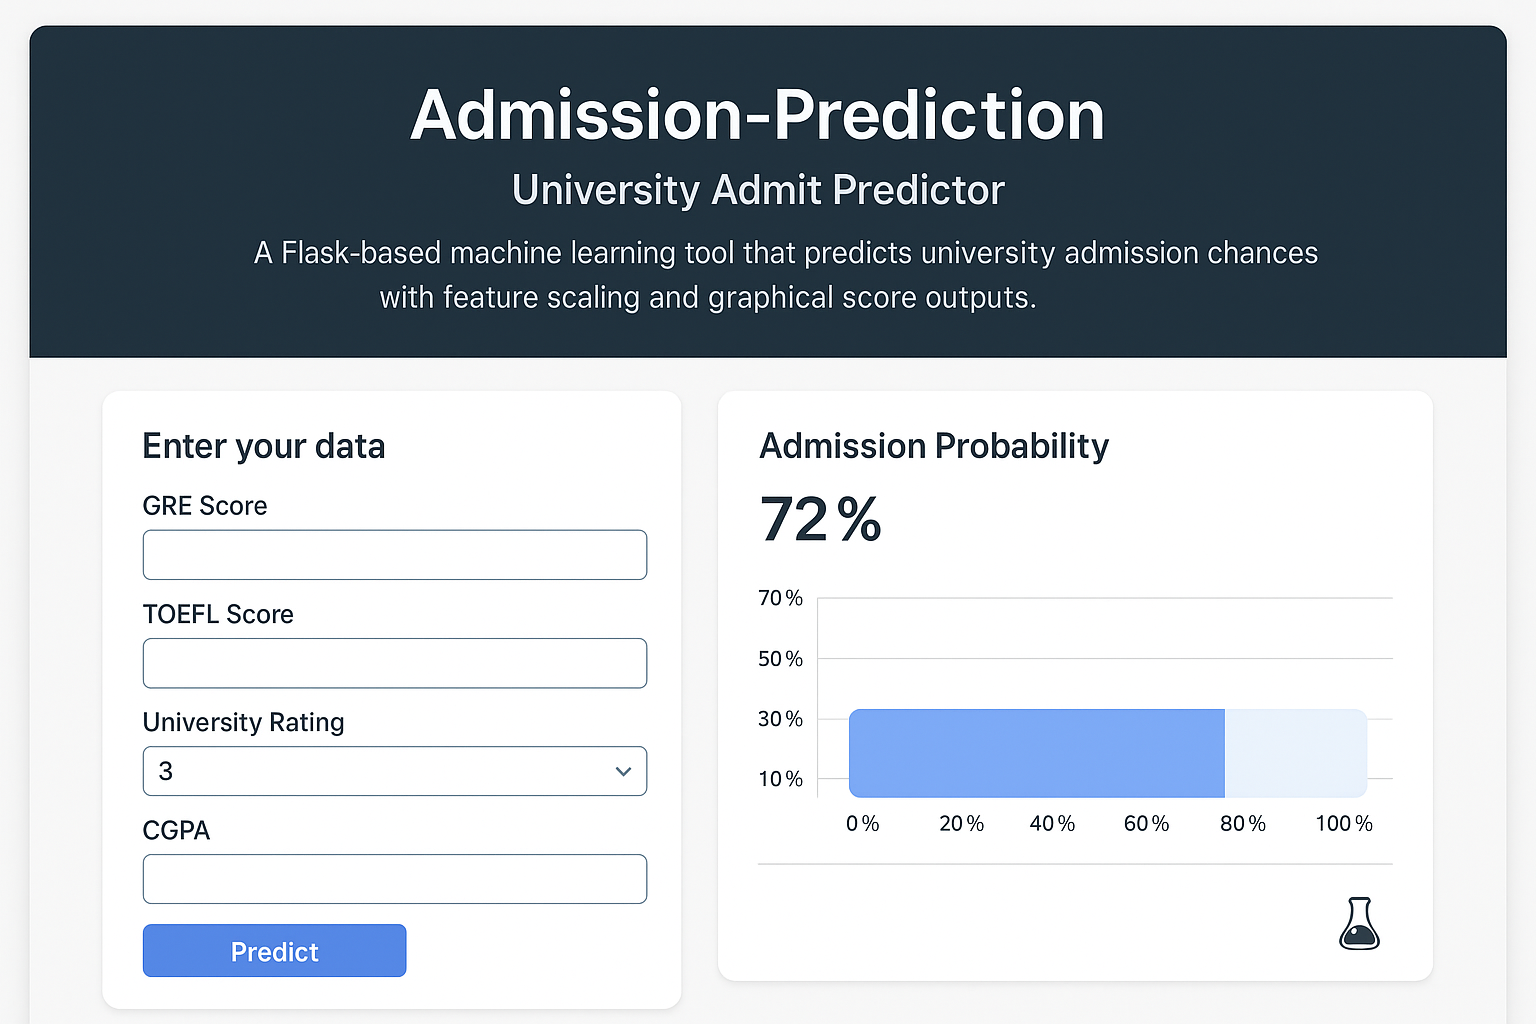 Admission-Prediction
University Admit Predictor
A Flask-based machine learning tool that predicts university admission chances
with feature scaling and graphical score outputs.
Enter your data
GRE Score
TOEFL Score
University Rating
3
CGPA
Predict
Admission Probability
72%
70%
50%
30%
10%
0% 20% 40% 60% 80% 100%